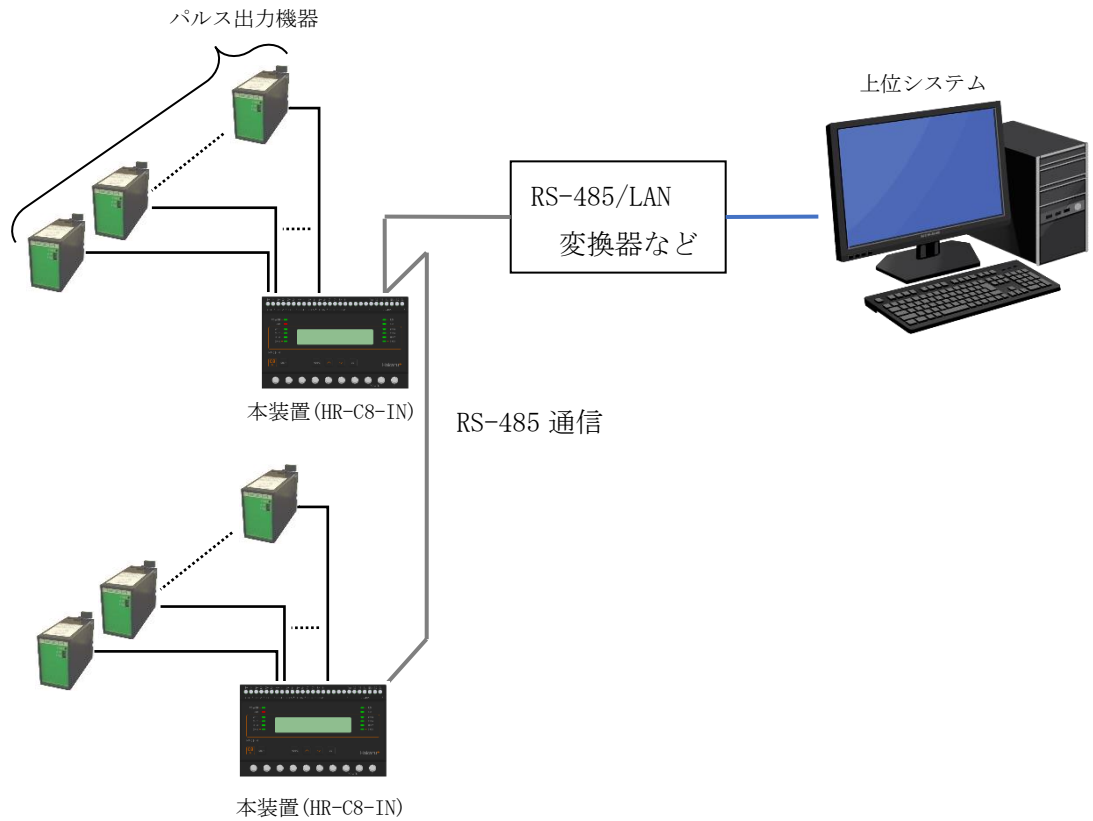 パルス出力機器
上位システム
RS-485/LAN
変換器など
本装置(HR-C8-IN)
RS-485 通信
本装置(HR-C8-IN)